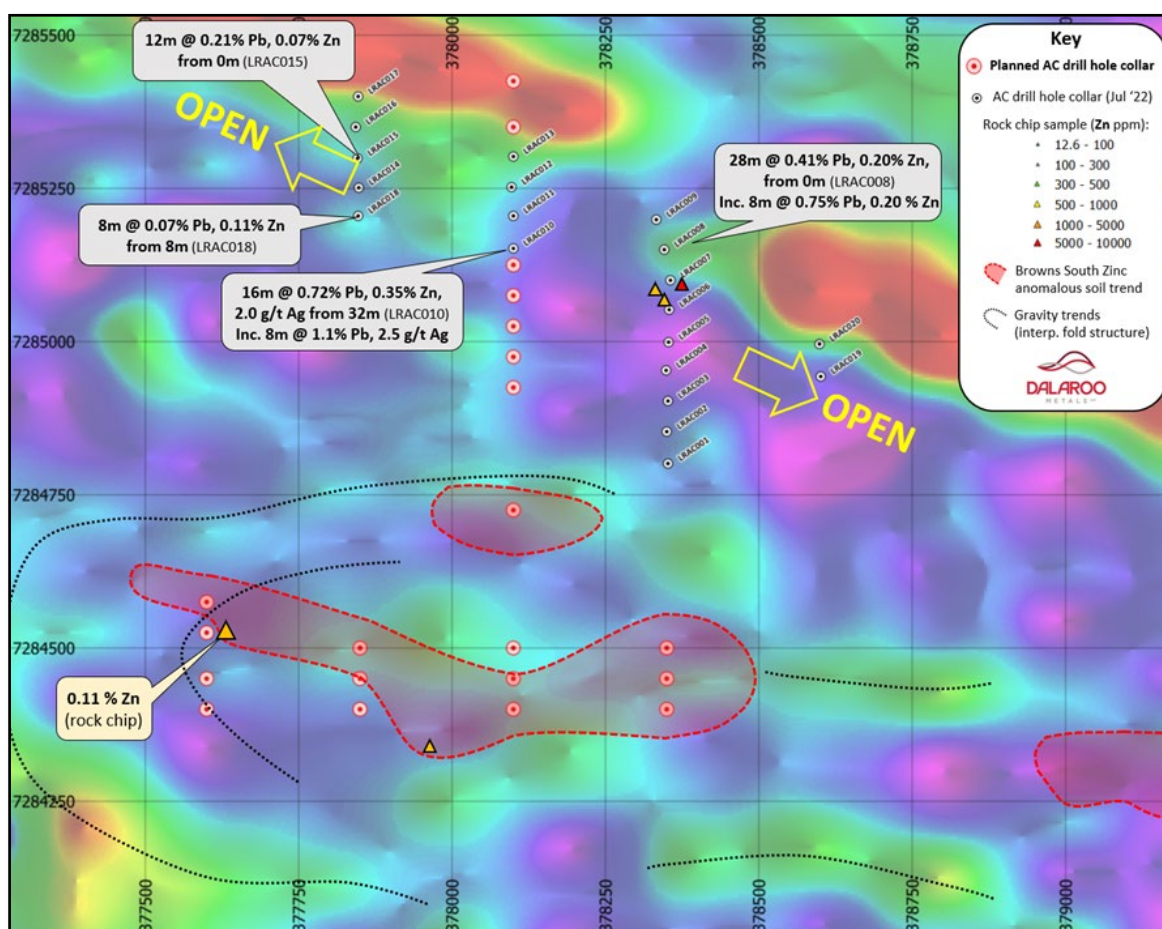 7285500
7285250
7285000
7284750
7284500
7284250
377500
377750
378000
378250
378500
378750
377500
377750
378000
378250
378500
378750
379000
12m @ 0.21% Pb, 0.07% Zn
from 0m (LRAC015)
OPEN
8m @ 0.07% Pb, 0.11% Zn
from 8m (LRAC018)
16m @ 0.72% Pb, 0.35% Zn,
2.0 g/t Ag from 32m (LRAC010)
Inc. 8m @ 1.1% Pb, 2.5 g/t Ag
28m @ 0.41% Pb, 0.20% Zn,
from 0m (LRAC008)
Inc. 8m @ 0.75% Pb, 0.20 % Zn
OPEN
0.11 % Zn
(rock chip)
LRAC017
LRAC016
LRAC015
LRAC014
LRAC018
LRAC013
LRAC012
LRAC011
LRAC010
LRAC009
LRAC008
LRAC007
LRAC006
LRAC005
LRAC004
LRAC003
LRAC002
LRAC001
LRAC020
LRAC019
Key
Planned AC drill hole collar
AC drill hole collar (Jul '22)
Rock chip sample (Zn ppm):
12.6 - 100
100 - 300
300 - 500
500 - 1000
1000 - 5000
5000 - 10000
Browns South Zinc
anomalous soil trend
Gravity trends
(interp. fold structure)
DALAROO
METALS